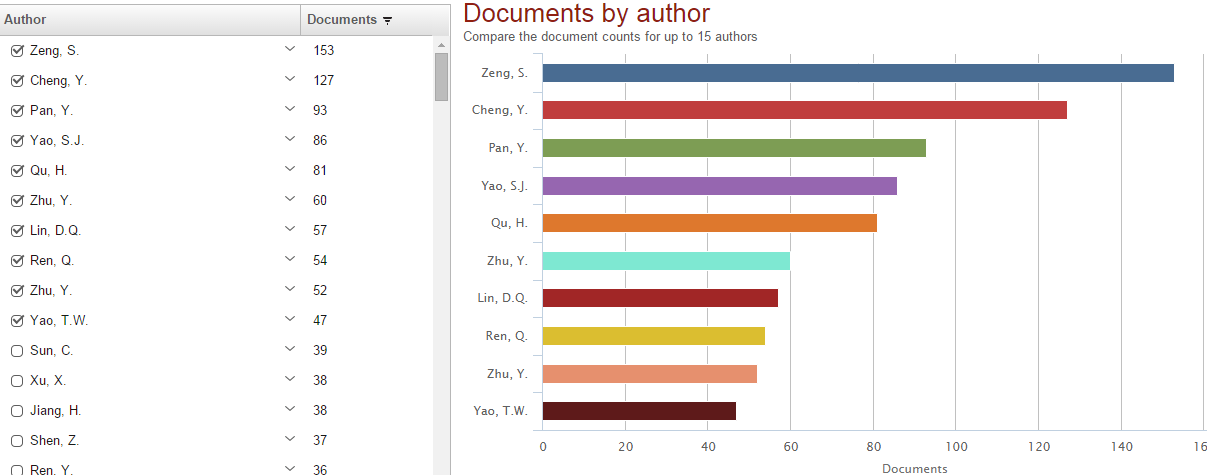 Author Documents
Zeng, S. 153
Cheng, Y. 127
Pan, Y. 93
Yao, S.J. 86
Qu, H. 81
Zhu, Y. 60
Lin, D.Q. 57
Ren, Q. 54
Zhu, Y. 52
Yao, T.W. 47
Sun, C. 39
Xu, X. 38
Jiang, H. 38
Shen, Z. 37
Ren, Y. 36
Documents by author
Compare the document counts for up to 15 authors
Zeng, S.
Cheng, Y.
Pan, Y.
Yao, S.J.
Qu, H.
Zhu, Y.
Lin, D.Q.
Ren, Q.
Zhu, Y.
Yao, T.W.
0 20 40 60 80 100 120 140 16
Documents